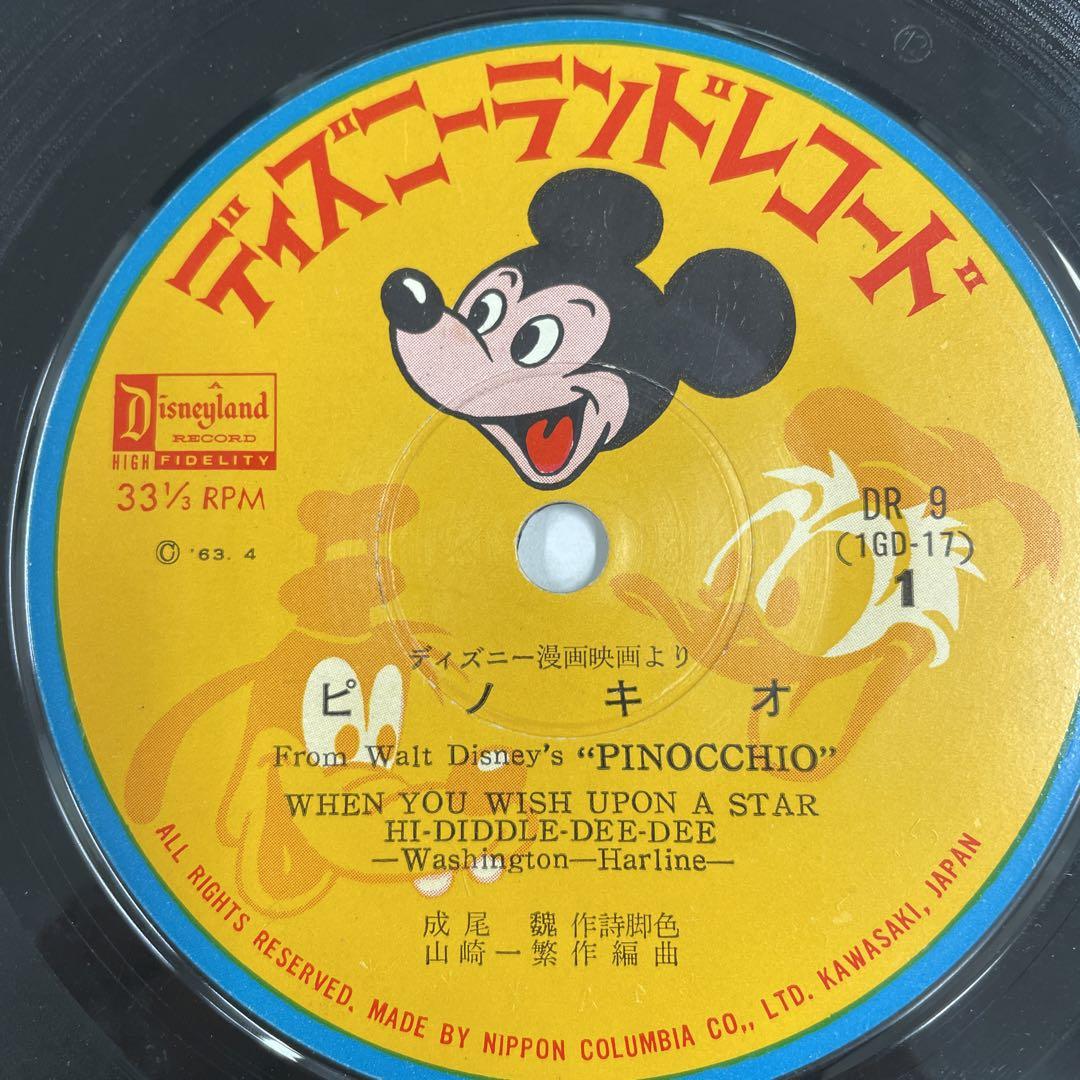 ディズニーランドレコード
A
Disneyland
RECORD
HIGH FIDELITY
33 1/3 RPM
© '63. 4
DR 9
(1GD-17)
1
ディズニー漫画映画より
ピノキオ
From Walt Disney's "PINOCCHIO"
WHEN YOU WISH UPON A STAR
HI-DIDDLE-DEE-DEE
—Washington—Harline—
成尾 魏 作詩脚色
山崎一繁作編曲
ALL RIGHTS RESERVED. MADE BY NIPPON COLUMBIA CO., LTD. KAWASAKI, JAPAN